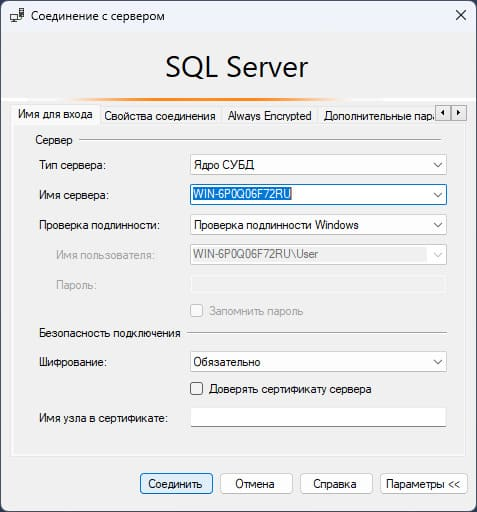 Соединение с сервером
SQL Server
Имя для входа Свойства соединения Always Encrypted Дополнительные пар
Сервер
Тип сервера: Ядро СУБД
Имя сервера: WIN-6P0Q06F72RU
Проверка подлинности: Проверка подлинности Windows
Имя пользователя: WIN-6P0Q06F72RU\User
Пароль:
Запомнить пароль
Безопасность подключения
Шифрование: Обязательно
Доверять сертификату сервера
Имя узла в сертификате:
Соединить Отмена Справка Параметры <<